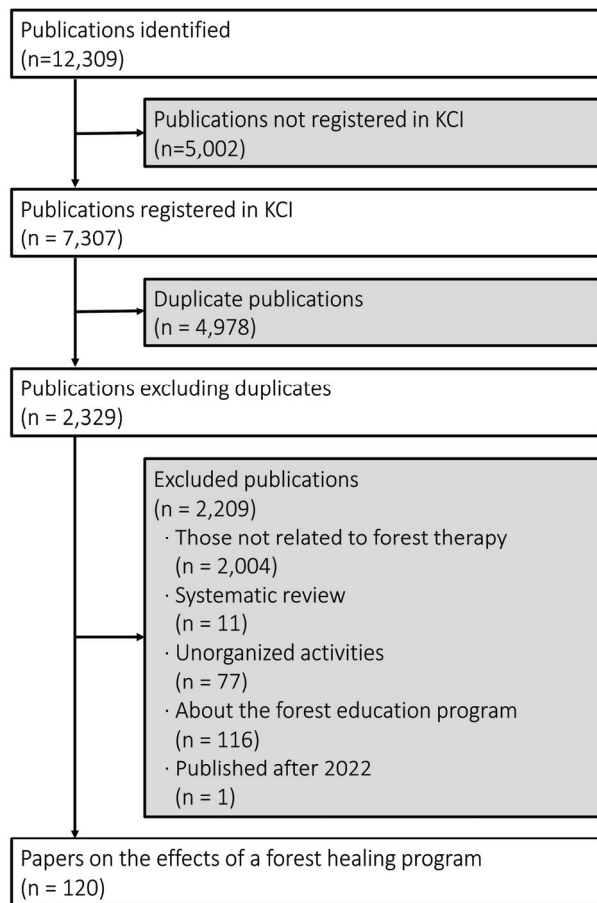 Publications identified
(n=12,309)
Publications not registered in KCI
(n=5,002)
Publications registered in KCI
(n = 7,307)
Duplicate publications
(n = 4,978)
Publications excluding duplicates
(n = 2,329)
Excluded publications
(n = 2,209)
· Those not related to forest therapy
(n = 2,004)
· Systematic review
(n = 11)
· Unorganized activities
(n = 77)
· About the forest education program
(n = 116)
· Published after 2022
(n = 1)
Papers on the effects of a forest healing program
(n = 120)